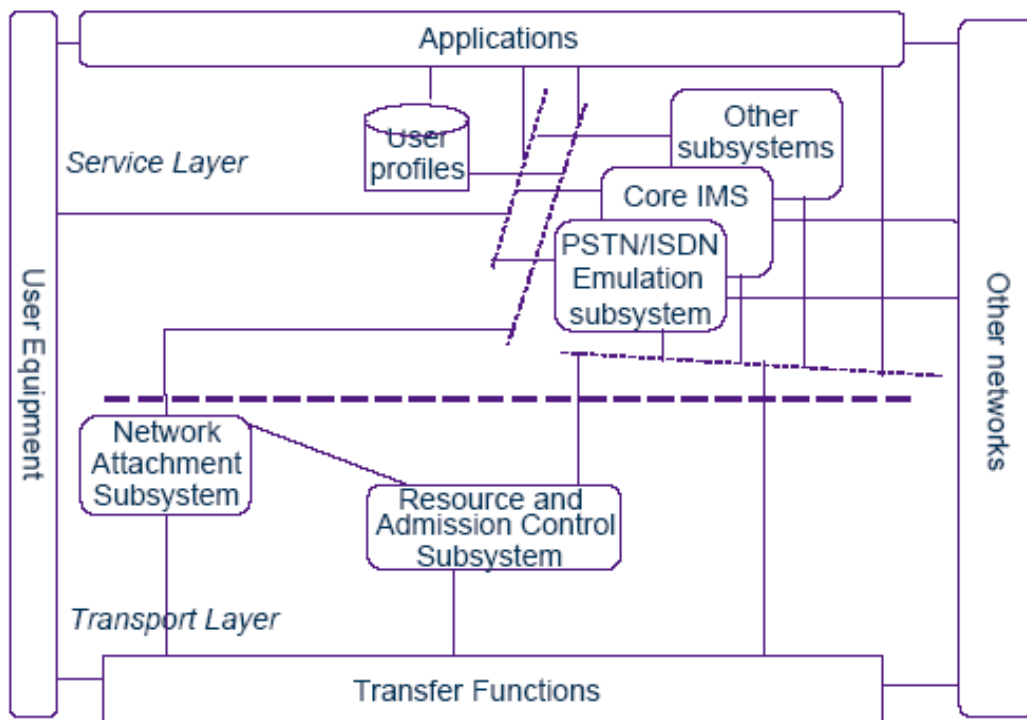 Applications
User
profiles
Other
subsystems
Service Layer
Core IMS
PSTN/ISDN
Emulation
subsystem
User Equipment
Other networks
Network
Attachment
Subsystem
Resource and
Admission Control
Subsystem
Transport Layer
Transfer Functions